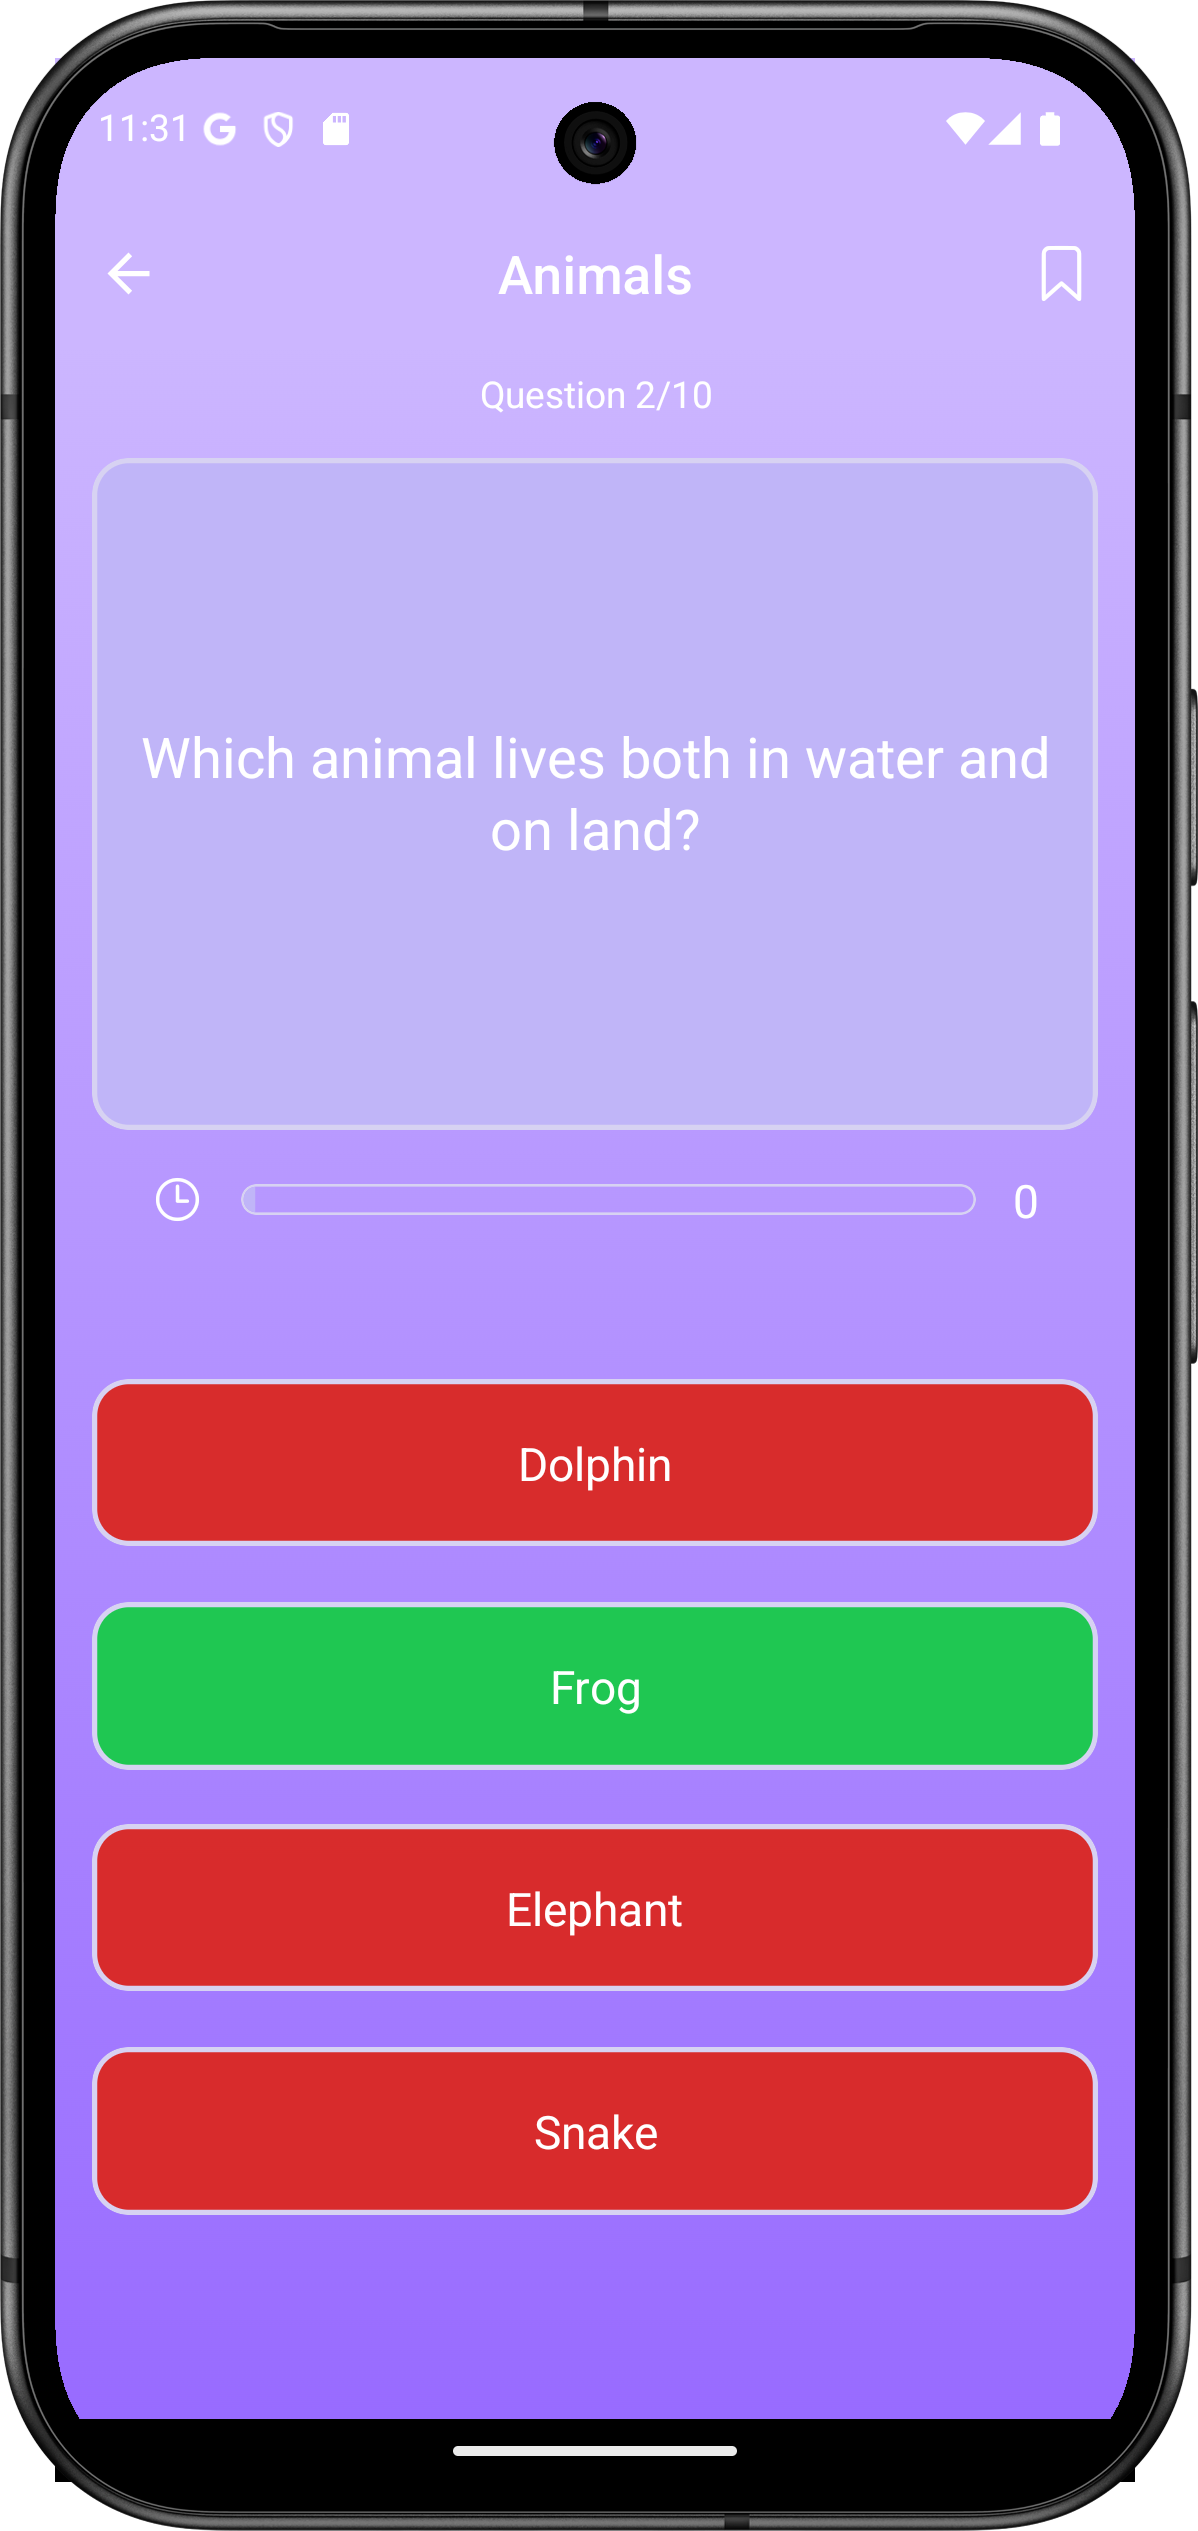 11:31
Animals
Question 2/10
Which animal lives both in water and
on land?
0
Dolphin
Frog
Elephant
Snake